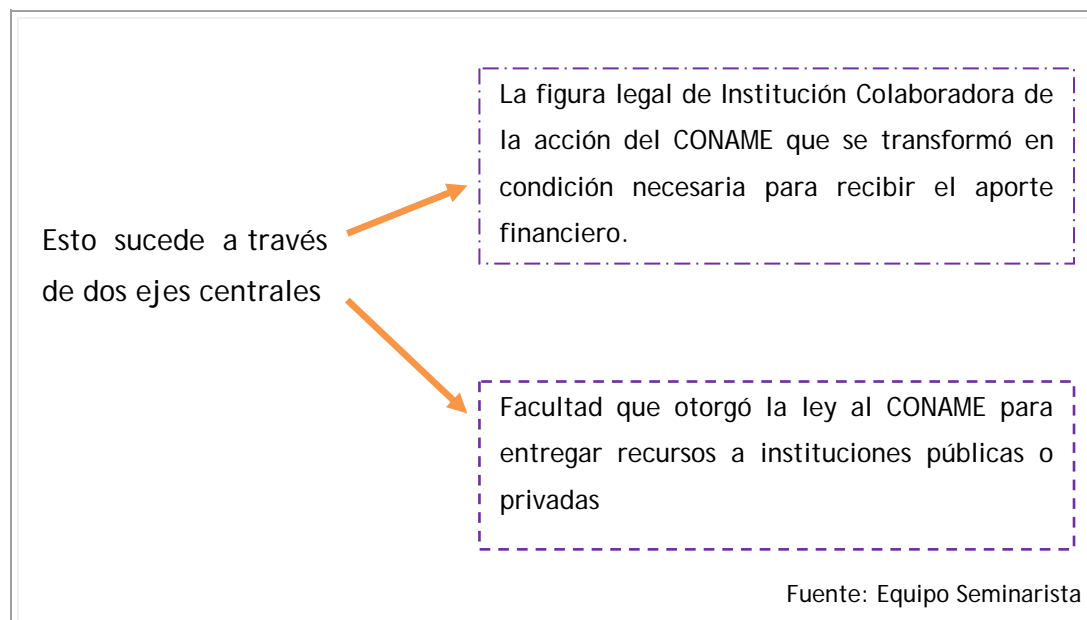 Esto sucede a través
de dos ejes centrales
La figura legal de Institución Colaboradora de
la acción del CONAME que se transformó en
condición necesaria para recibir el aporte
financiero.
Facultad que otorgó la ley al CONAME para
entregar recursos a instituciones públicas o
privadas
Fuente: Equipo Seminarista